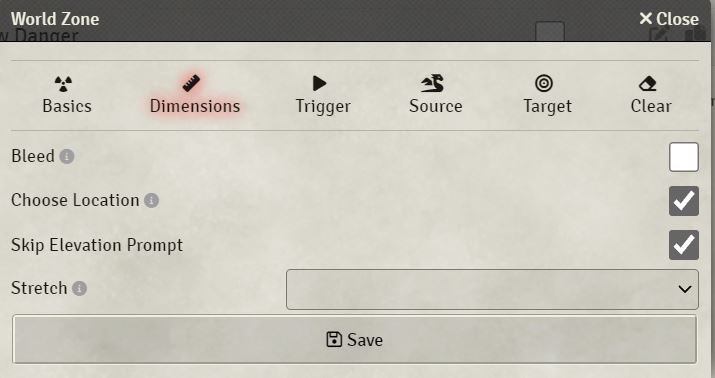 World Zone
Close
w Danger
Basics
Dimensions
Trigger
Source
Target
Clear
Bleed
Choose Location
Skip Elevation Prompt
Stretch
Save